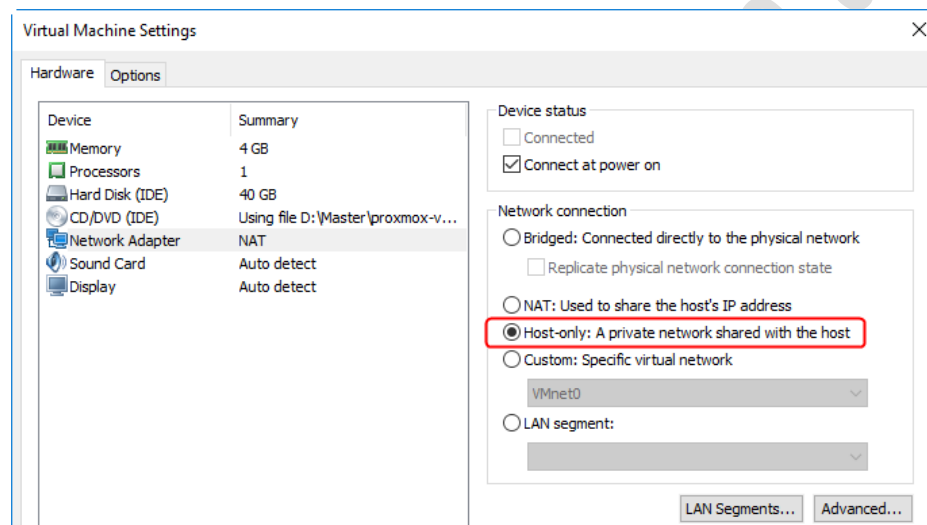 Virtual Machine Settings
Hardware Options
Device Summary
Memory 4 GB
Processors 1
Hard Disk (IDE) 40 GB
CD/DVD (IDE) Using file D:\Master\proxmox-v...
Network Adapter NAT
Sound Card Auto detect
Display Auto detect
Device status
Connected
Connect at power on
Network connection
Bridged: Connected directly to the physical network
Replicate physical network connection state
NAT: Used to share the host's IP address
Host-only: A private network shared with the host
Custom: Specific virtual network
VMnet0
LAN segment:
LAN Segments... Advanced...